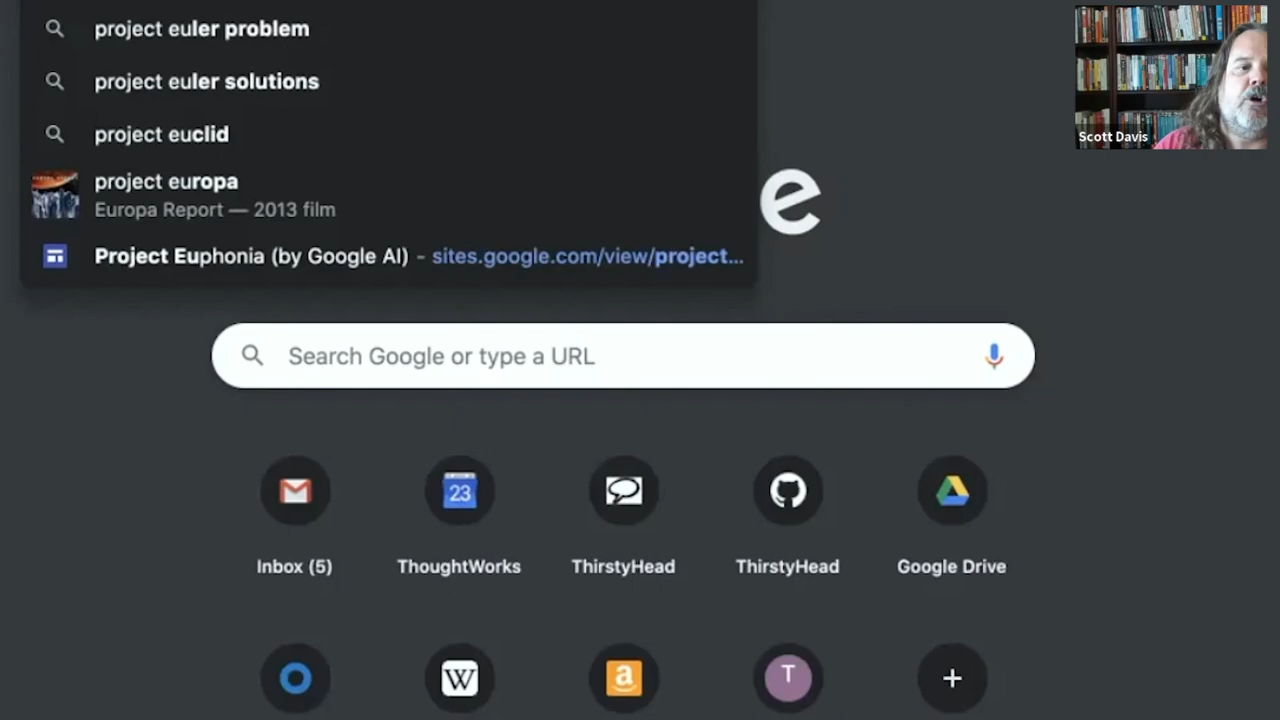 project euler problem
project euler solutions
project euclid
project europa
Europa Report — 2013 film
Project Euphonia (by Google AI) - sites.google.com/view/project...
Scott Davis
e
Search Google or type a URL
23
Inbox (5)
ThoughtWorks
ThirstyHead
ThirstyHead
Google Drive
W
a
T